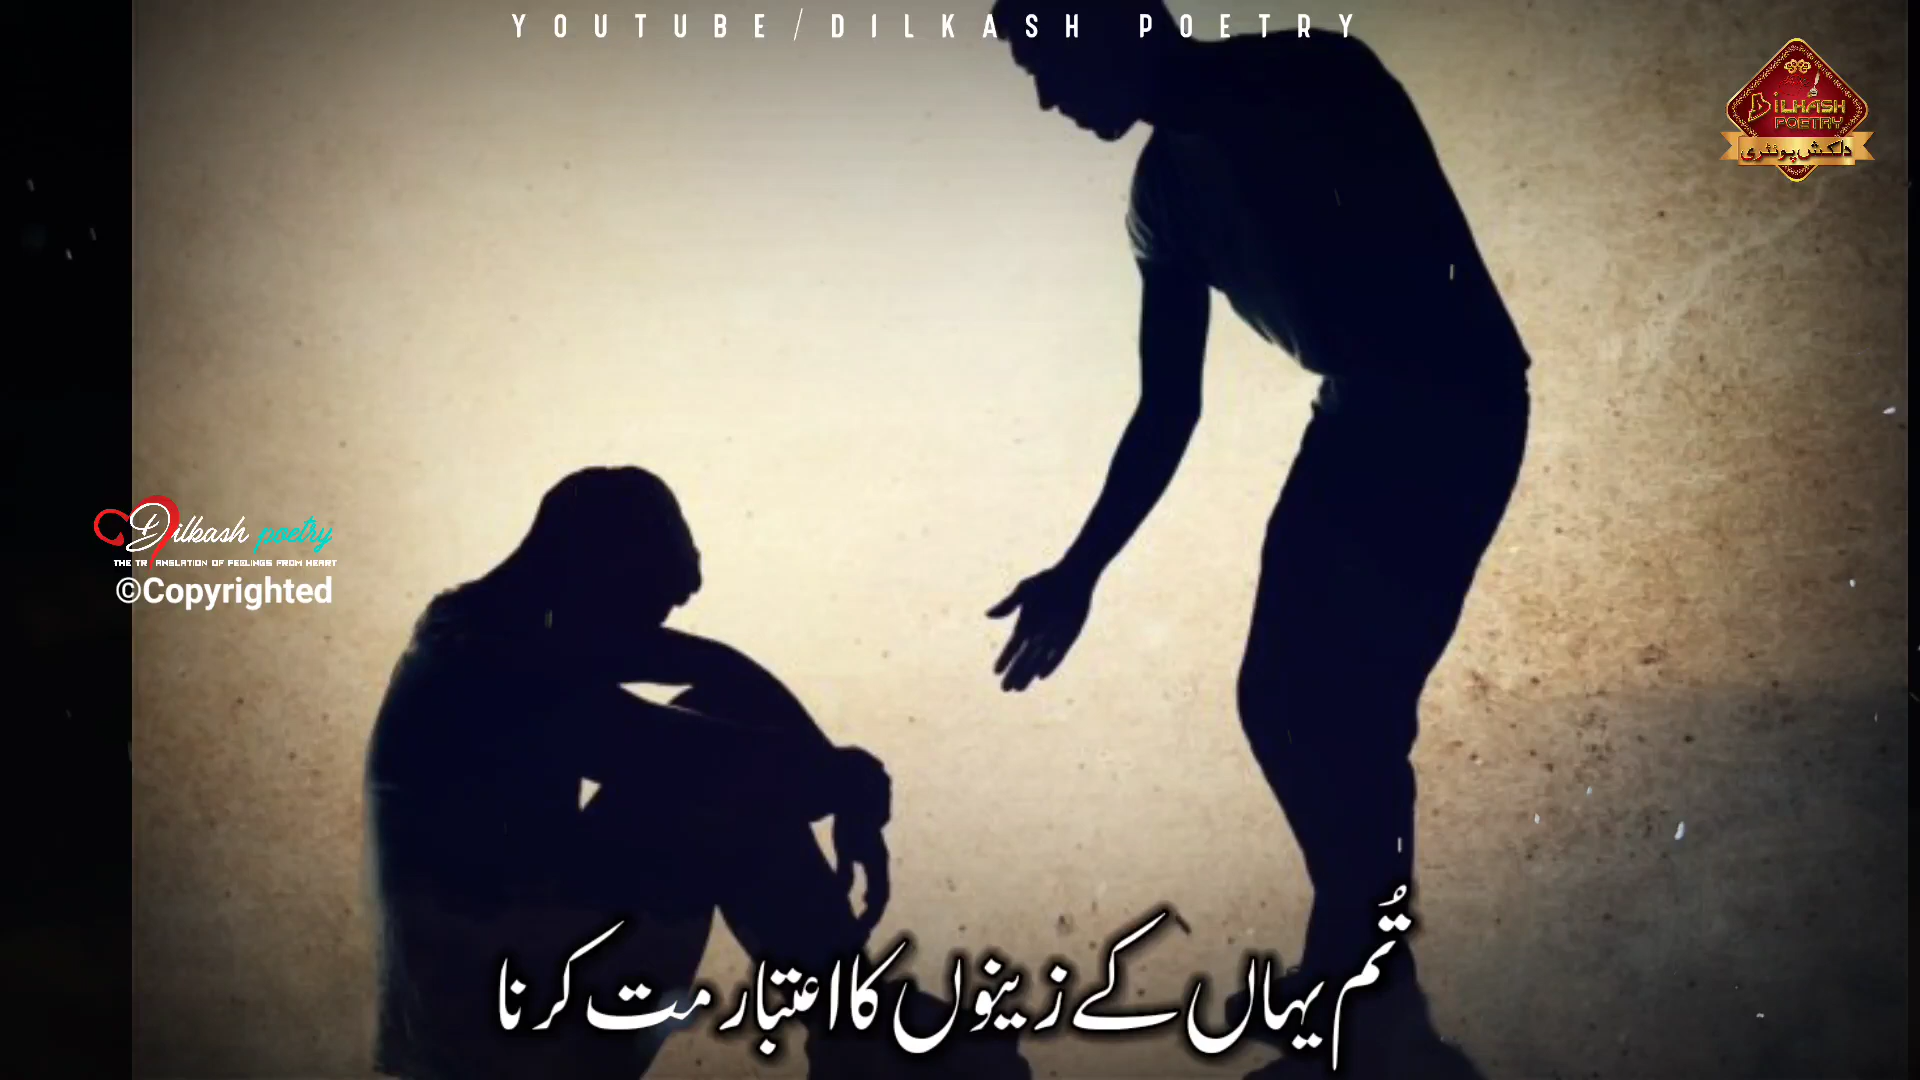 YOUTUBE/DILKASH POETRY
DILKASH
POETRY
دلکش پوئٹری
Dilkash poetry
THE TRANSLATION OF FEELINGS FROM HEART
©Copyrighted
تُم یہاں کے زینوں کا اعتبار مت کرنا